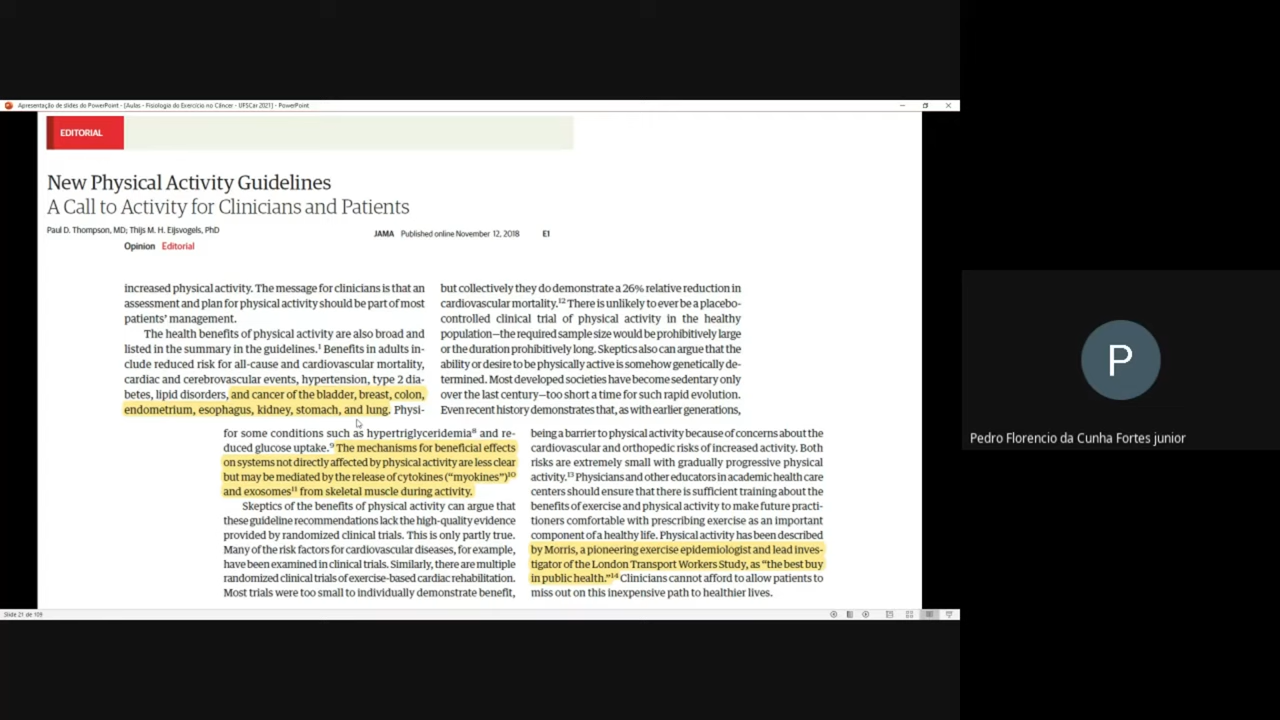 Apresentação de slides do PowerPoint - [Aulas - Fisiologia do Exercício no Câncer - UFSCar 2021] - PowerPoint
EDITORIAL
New Physical Activity Guidelines
A Call to Activity for Clinicians and Patients
Paul D. Thompson, MD; Thijs M. H. Eijsvogels, PhD
JAMA Published online November 12, 2018 E1
Opinion Editorial
increased physical activity. The message for clinicians is that an
assessment and plan for physical activity should be part of most
patients' management.
The health benefits of physical activity are also broad and
listed in the summary in the guidelines.1 Benefits in adults in-
clude reduced risk for all-cause and cardiovascular mortality,
cardiac and cerebrovascular events, hypertension, type 2 dia-
betes, lipid disorders, and cancer of the bladder, breast, colon,
endometrium, esophagus, kidney, stomach, and lung. Physi-
but collectively they do demonstrate a 26% relative reduction in
cardiovascular mortality.12 There is unlikely to ever be a placebo-
controlled clinical trial of physical activity in the healthy
population—the required sample size would be prohibitively large
or the duration prohibitively long. Skeptics also can argue that the
ability or desire to be physically active is somehow genetically de-
termined. Most developed societies have become sedentary only
over the last century—too short a time for such rapid evolution.
Even recent history demonstrates that, as with earlier generations,
for some conditions such as hypertriglyceridemia8 and re-
duced glucose uptake.9 The mechanisms for beneficial effects
on systems not directly affected by physical activity are less clear
but may be mediated by the release of cytokines ("myokines")10
and exosomes11 from skeletal muscle during activity.
Skeptics of the benefits of physical activity can argue that
these guideline recommendations lack the high-quality evidence
provided by randomized clinical trials. This is only partly true.
Many of the risk factors for cardiovascular diseases, for example,
have been examined in clinical trials. Similarly, there are multiple
randomized clinical trials of exercise-based cardiac rehabilitation.
Most trials were too small to individually demonstrate benefit,
being a barrier to physical activity because of concerns about the
cardiovascular and orthopedic risks of increased activity. Both
risks are extremely small with gradually progressive physical
activity.13 Physicians and other educators in academic health care
centers should ensure that there is sufficient training about the
benefits of exercise and physical activity to make future practi-
tioners comfortable with prescribing exercise as an important
component of a healthy life. Physical activity has been described
by Morris, a pioneering exercise epidemiologist and lead inves-
tigator of the London Transport Workers Study, as "the best buy
in public health."14 Clinicians cannot afford to allow patients to
miss out on this inexpensive path to healthier lives.
Slide 21 de 109
P
Pedro Florencio da Cunha Fortes junior